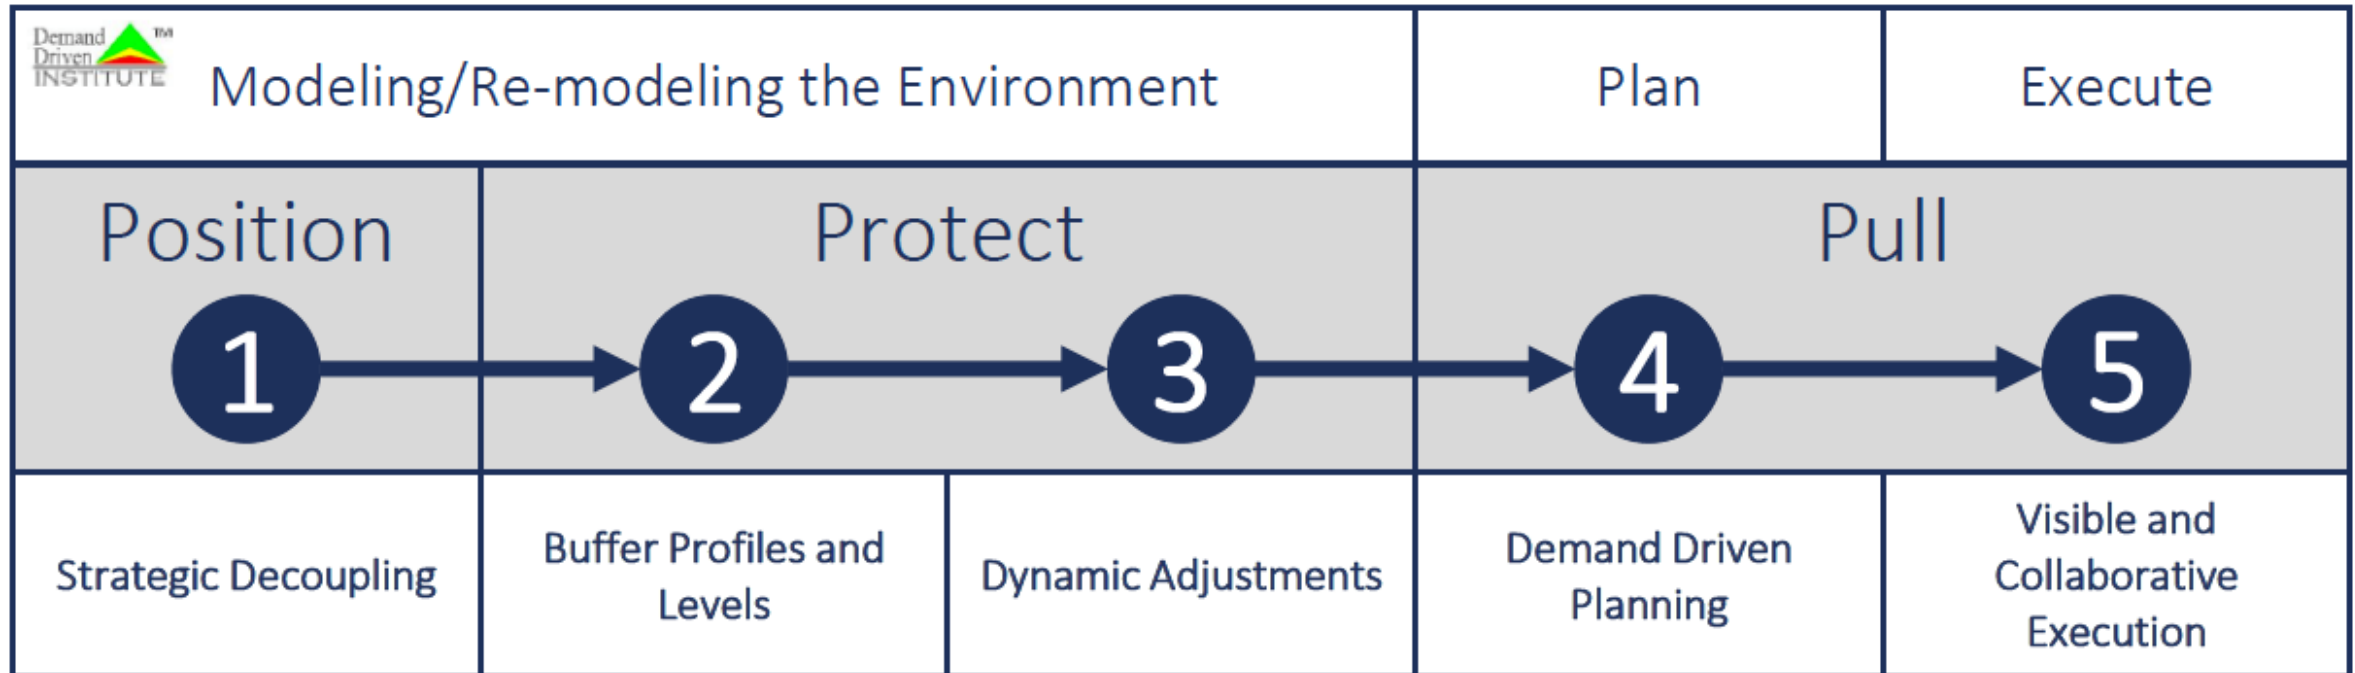 Demand
Driven
INSTITUTE
TM
Modeling/Re-modeling the Environment
Plan
Execute
Position
Protect
Pull
1
2
3
4
5
Strategic Decoupling
Buffer Profiles and
Levels
Dynamic Adjustments
Demand Driven
Planning
Visible and
Collaborative
Execution